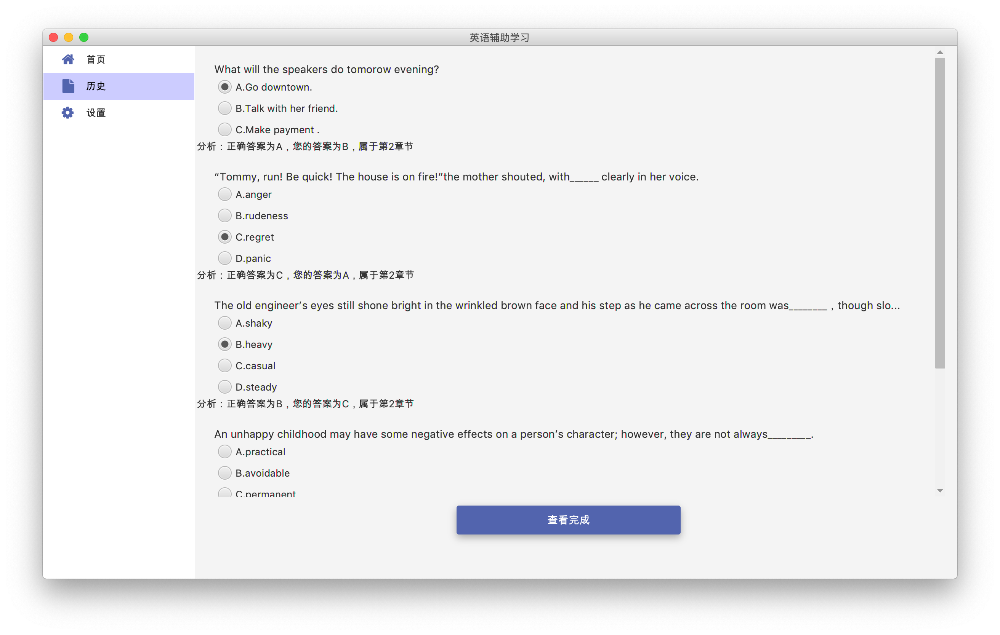 英语辅助学习
首页
历史
设置
What will the speakers do tomorow evening?
A.Go downtown.
B.Talk with her friend.
C.Make payment .
分析：正确答案为A，您的答案为B，属于第2章节
“Tommy, run! Be quick! The house is on fire!”the mother shouted, with______ clearly in her voice.
A.anger
B.rudeness
C.regret
D.panic
分析：正确答案为C，您的答案为A，属于第2章节
The old engineer’s eyes still shone bright in the wrinkled brown face and his step as he came across the room was________ , though slo...
A.shaky
B.heavy
C.casual
D.steady
分析：正确答案为B，您的答案为C，属于第2章节
An unhappy childhood may have some negative effects on a person’s character; however, they are not always_________.
A.practical
B.avoidable
C.permanent
查看完成